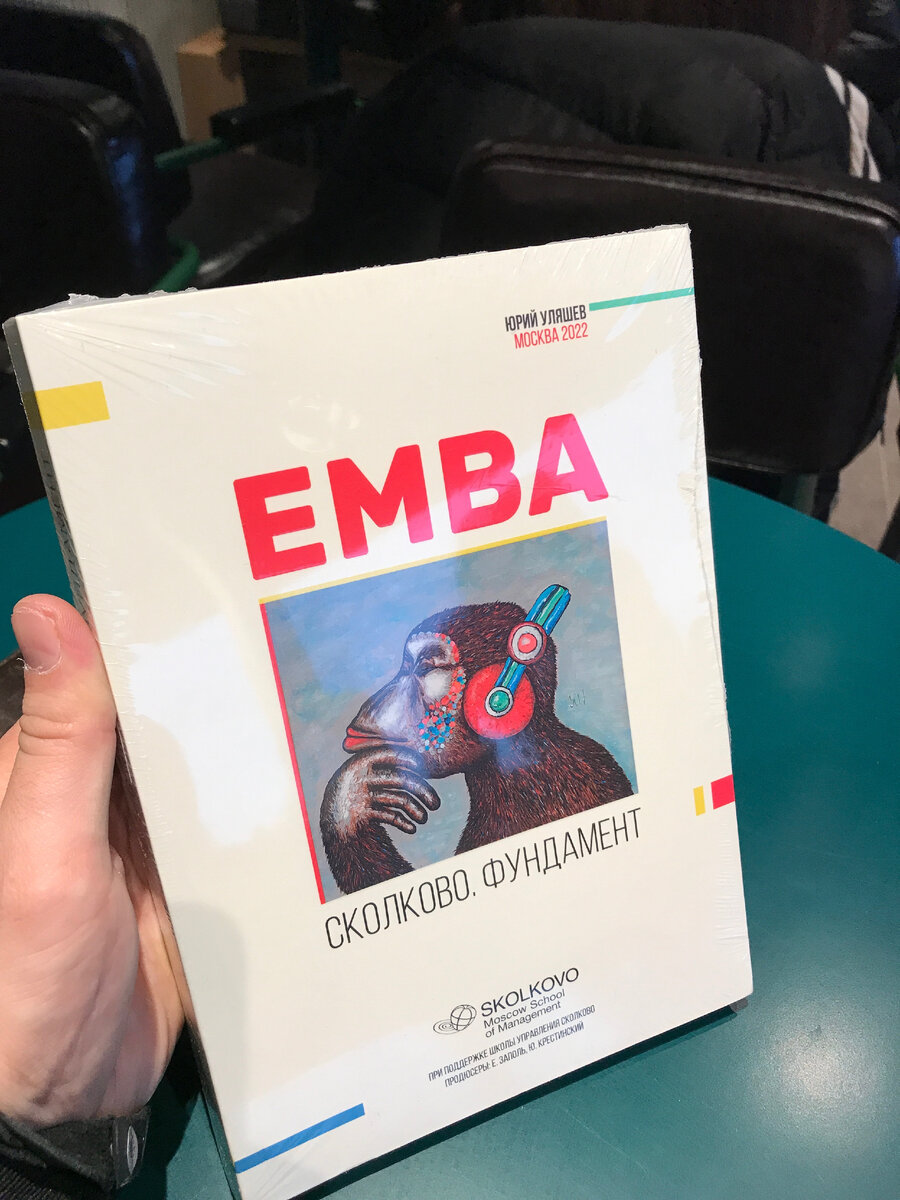 ЮРИЙ УЛЯШЕВ
МОСКВА 2022
EMBA
СКОЛКОВО. ФУНДАМЕНТ
SKOLKOVO
Moscow School
of Management
ПРИ ПОДДЕРЖКЕ ШКОЛЫ УПРАВЛЕНИЯ СКОЛКОВО
ПРОДЮСЕРЫ: Е. ЗАПОЛЬ, Ю. КРЕСТИНСКИЙ